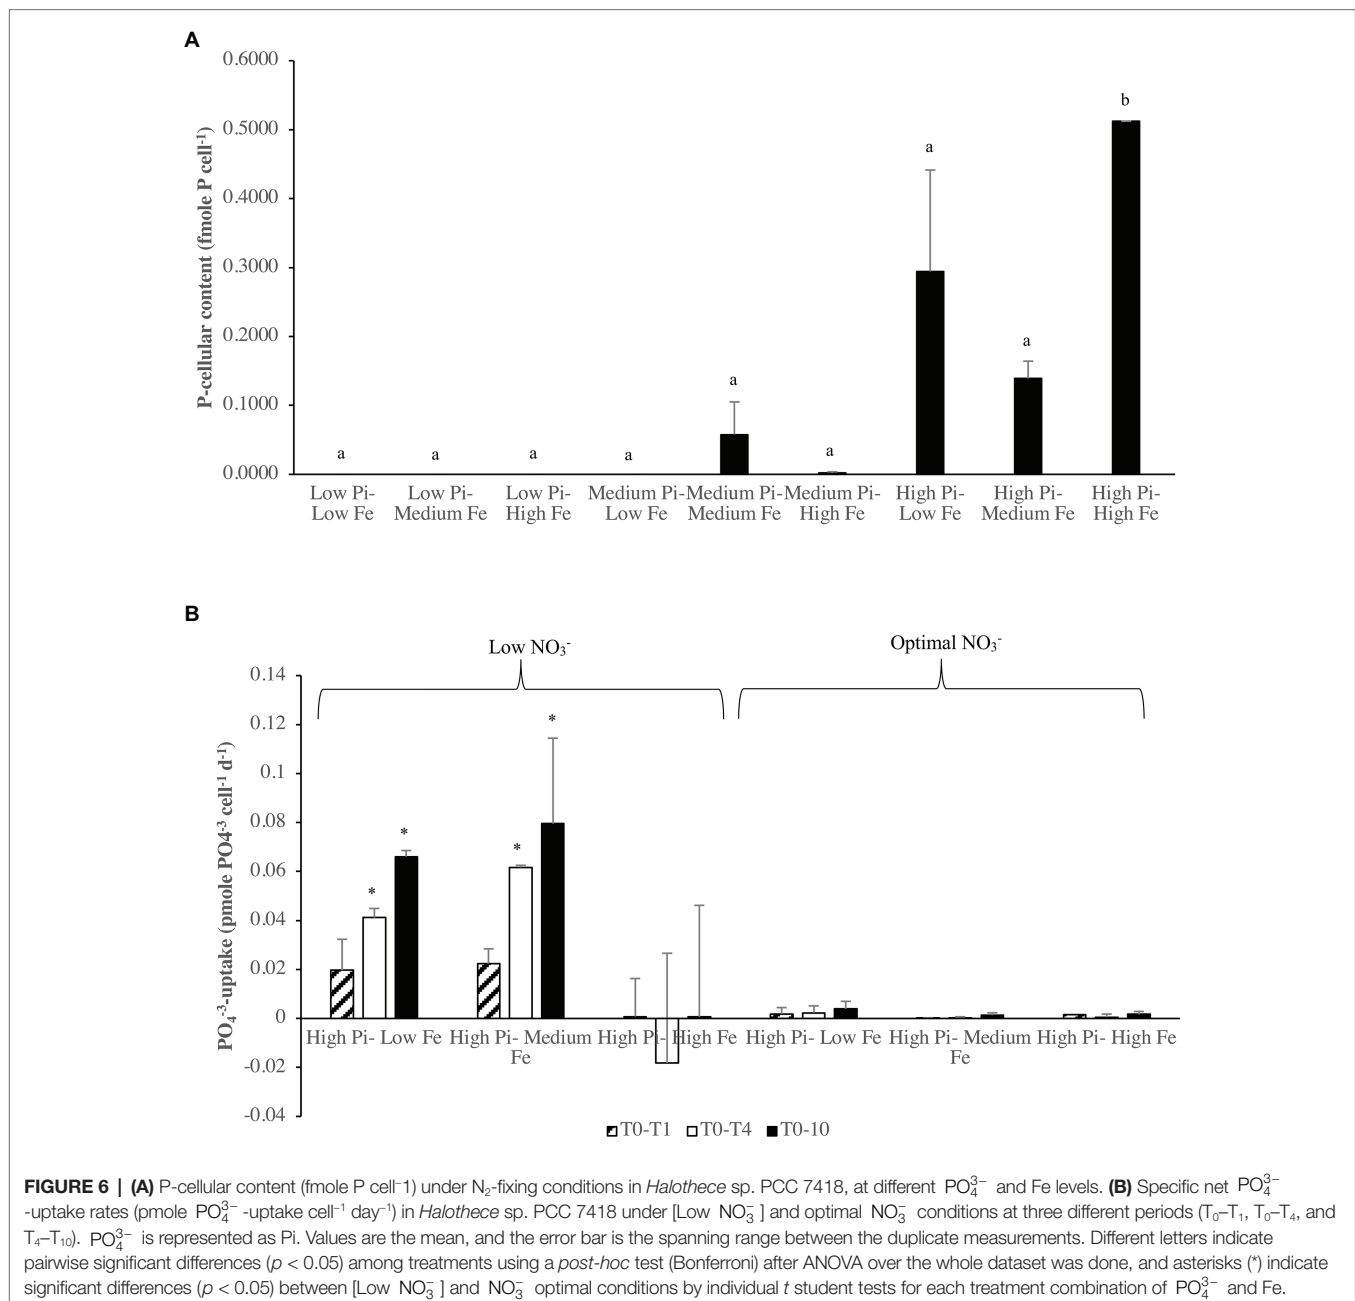 A
0.6000
0.5000
0.4000
0.3000
0.2000
0.1000
0.0000
P-cellular content (fmole P cell⁻¹)
a a a a a a a a b
Low Pi- Low Pi- Low Pi- Medium Pi- Medium Pi- Medium Pi- High Pi- High Pi- High Pi-
Low Fe Medium Fe High Fe Low Fe Medium Fe High Fe Low Fe Medium Fe High Fe
B
Low NO₃⁻ Optimal NO₃⁻
0.14
0.12
0.1
0.08
0.06
0.04
0.02
0
-0.02
-0.04
PO₄⁻³-uptake (pmole PO4⁻³ cell⁻¹ d⁻¹)
* * * *
High Pi- Low Fe High Pi- Medium High Pi- High Fe High Pi- Low Fe High Pi- Medium High Pi- High Fe
Fe Fe
T0-T1 T0-T4 T0-10
FIGURE 6 | (A) P-cellular content (fmole P cell⁻1) under N₂-fixing conditions in Halothece sp. PCC 7418, at different PO₄³⁻ and Fe levels. (B) Specific net PO₄³⁻
-uptake rates (pmole PO₄³⁻ -uptake cell⁻¹ day⁻¹) in Halothece sp. PCC 7418 under [Low NO₃⁻] and optimal NO₃⁻ conditions at three different periods (T₀–T₁, T₀–T₄, and
T₄–T₁₀). PO₄³⁻ is represented as Pi. Values are the mean, and the error bar is the spanning range between the duplicate measurements. Different letters indicate
pairwise significant differences (p < 0.05) among treatments using a post-hoc test (Bonferroni) after ANOVA over the whole dataset was done, and asterisks (*) indicate
significant differences (p < 0.05) between [Low NO₃⁻] and NO₃⁻ optimal conditions by individual t student tests for each treatment combination of PO₄³⁻ and Fe.